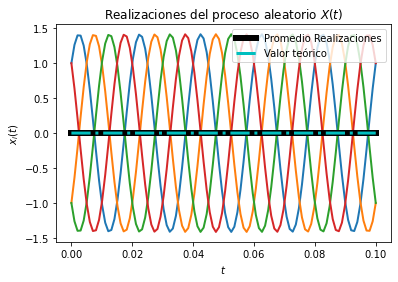 Realizaciones del proceso aleatorio X(t)
Promedio Realizaciones
Valor teórico
x_i(t)
1.5
1.0
0.5
0.0
−0.5
−1.0
−1.5
0.00 0.02 0.04 0.06 0.08 0.10
t